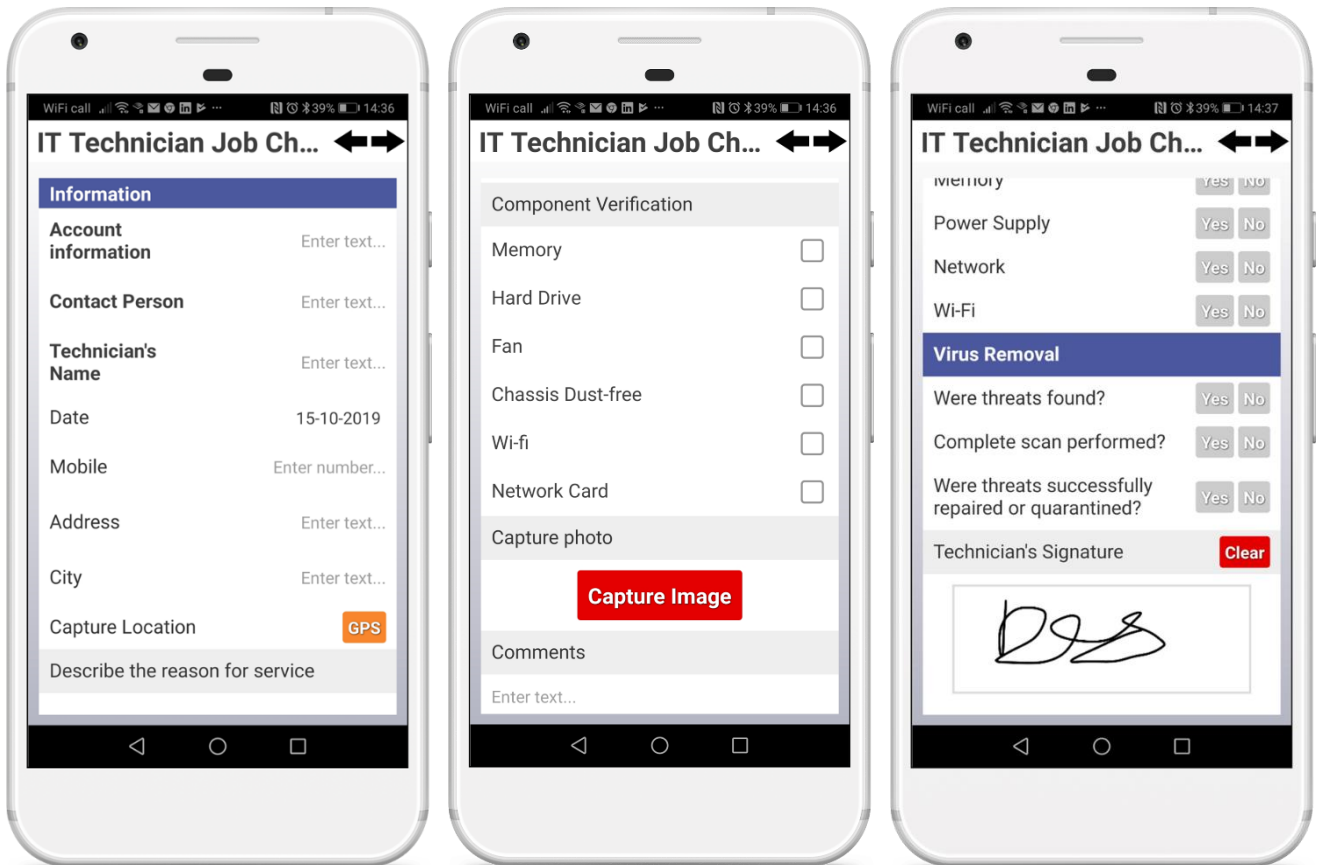 WiFi call 39% 14:36
IT Technician Job Ch...
Information
Account
information
Enter text...
Contact Person
Enter text...
Technician's
Name
Enter text...
Date
15-10-2019
Mobile
Enter number...
Address
Enter text...
City
Enter text...
Capture Location
GPS
Describe the reason for service
WiFi call 39% 14:36
IT Technician Job Ch...
Component Verification
Memory
Hard Drive
Fan
Chassis Dust-free
Wi-fi
Network Card
Capture photo
Capture Image
Comments
Enter text...
WiFi call 39% 14:37
IT Technician Job Ch...
Memory Yes No
Power Supply Yes No
Network Yes No
Wi-Fi Yes No
Virus Removal
Were threats found? Yes No
Complete scan performed? Yes No
Were threats successfully
repaired or quarantined? Yes No
Technician's Signature Clear